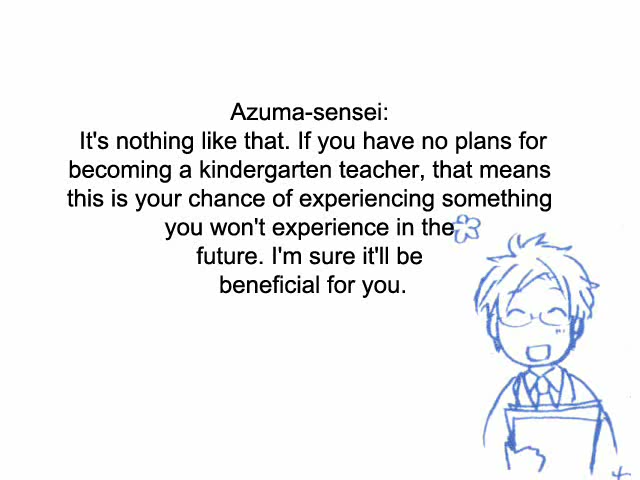 Azuma-sensei:
It's nothing like that. If you have no plans for
becoming a kindergarten teacher, that means
this is your chance of experiencing something
you won't experience in the
future. I'm sure it'll be
beneficial for you.